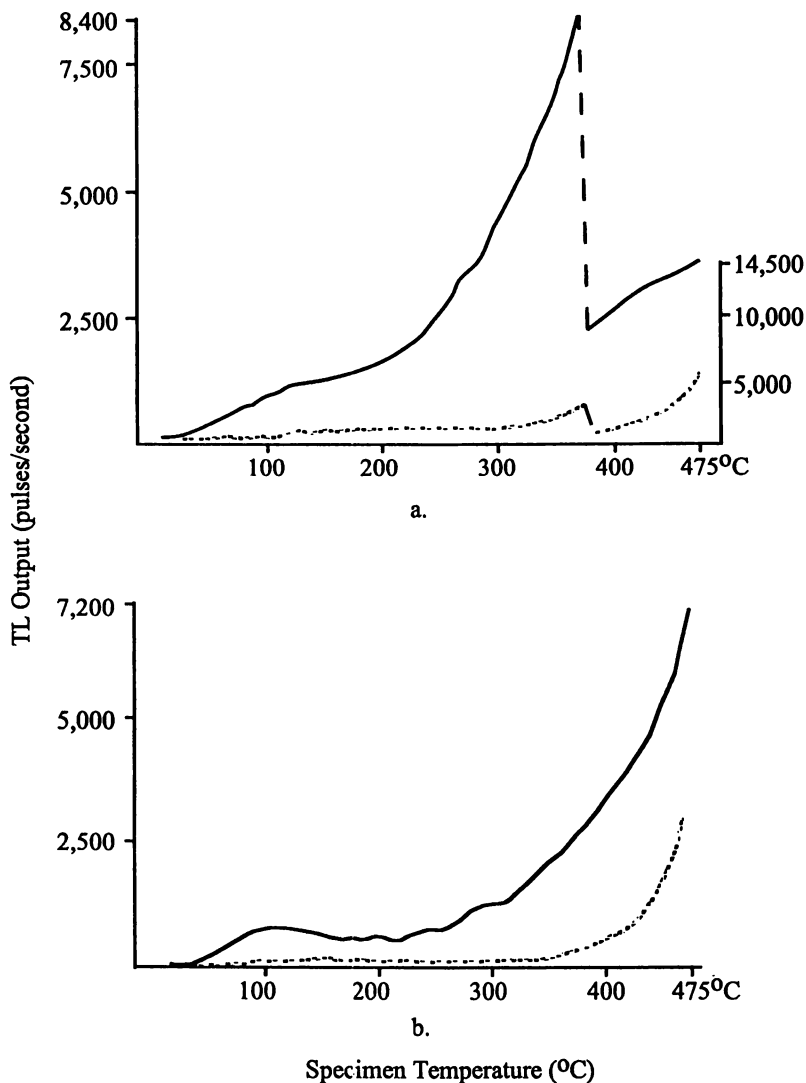 8,400
7,500
5,000
2,500
14,500
10,000
5,000
100 200 300 400 475°C
a.
TL Output (pulses/second)
7,200
5,000
2,500
100 200 300 400 475°C
b.
Specimen Temperature (°C)